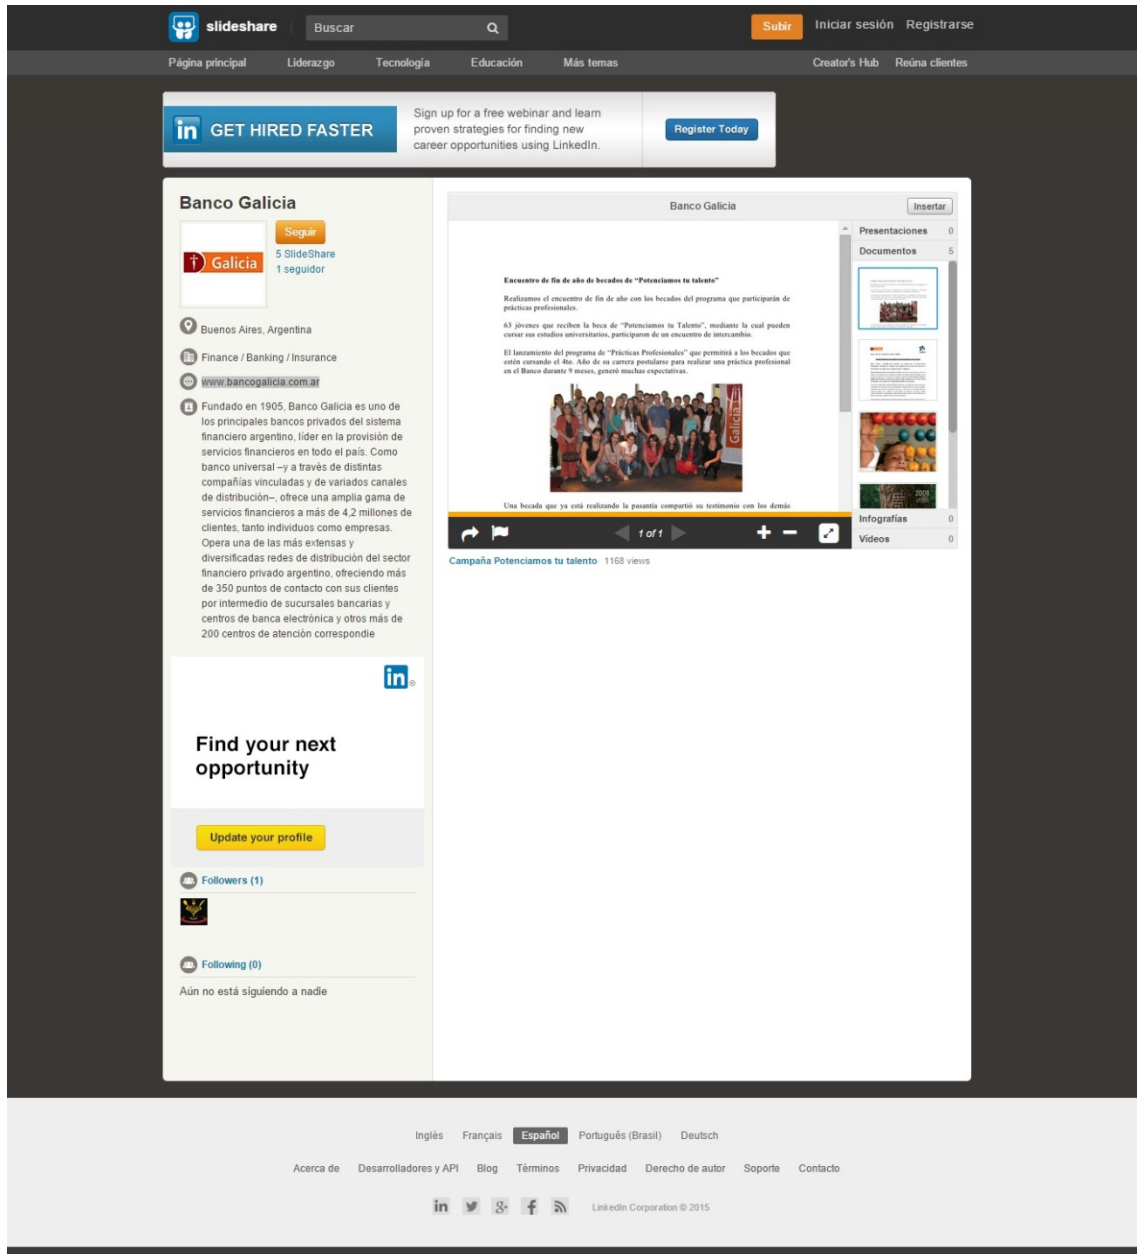 slideshare
Buscar
Subir
Iniciar sesión
Registrarse
Página principal
Liderazgo
Tecnología
Educación
Más temas
Creator's Hub
Reúna clientes
in GET HIRED FASTER
Sign up for a free webinar and learn
proven strategies for finding new
career opportunities using LinkedIn.
Register Today
Banco Galicia
Galicia
Seguir
5 SlideShare
1 seguidor
Buenos Aires, Argentina
Finance / Banking / Insurance
www.bancogalicia.com.ar
Fundado en 1905, Banco Galicia es uno de
los principales bancos privados del sistema
financiero argentino, líder en la provisión de
servicios financieros en todo el país. Como
banco universal –y a través de distintas
compañías vinculadas y de variados canales
de distribución–, ofrece una amplia gama de
servicios financieros a más de 4,2 millones de
clientes, tanto individuos como empresas.
Opera una de las más extensas y
diversificadas redes de distribución del sector
financiero privado argentino, ofreciendo más
de 350 puntos de contacto con sus clientes
por intermedio de sucursales bancarias y
centros de banca electrónica y otros más de
200 centros de atención correspondie
in
Find your next
opportunity
Update your profile
Followers (1)
Following (0)
Aún no está siguiendo a nadie
Banco Galicia
Insertar
Encuentro de fin de año de becados de “Potenciamos tu talento”
Realizamos el encuentro de fin de año con los becados del programa que participarán de
prácticas profesionales.
63 jóvenes que reciben la beca de “Potenciamos tu Talento”, mediante la cual pueden
cursar sus estudios universitarios, participaron de un encuentro de intercambio.
El lanzamiento del programa de “Prácticas Profesionales” que permitirá a los becados que
estén cursando el 4to. Año de su carrera postularse para realizar una práctica profesional
en el Banco durante 9 meses, generó muchas expectativas.
Galicia
Una becada que ya está realizando la pasantía compartió su testimonio con los demás
1 of 1
Presentaciones 0
Documentos 5
2008
Infografías 0
Vídeos 0
Campaña Potenciamos tu talento 1168 views
Inglés
Français
Español
Português (Brasil)
Deutsch
Acerca de
Desarrolladores y API
Blog
Términos
Privacidad
Derecho de autor
Soporte
Contacto
LinkedIn Corporation © 2015